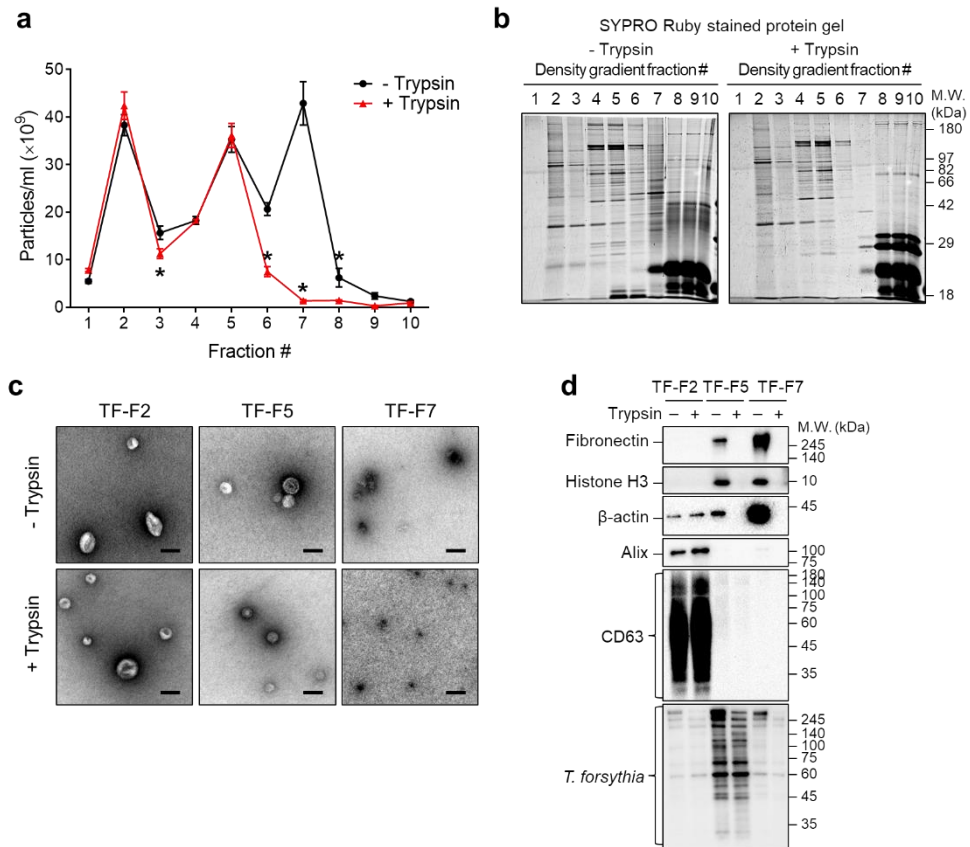 a
Particles/ml (×10⁹)
50
40
30
20
10
0
- Trypsin
+ Trypsin
*
*
*
*
1 2 3 4 5 6 7 8 9 10
Fraction #
b
SYPRO Ruby stained protein gel
- Trypsin
+ Trypsin
Density gradient fraction #
Density gradient fraction #
1 2 3 4 5 6 7 8 9 10
1 2 3 4 5 6 7 8 9 10
M.W.
(kDa)
180
97
82
66
42
29
18
c
TF-F2 TF-F5 TF-F7
- Trypsin
+ Trypsin
d
TF-F2 TF-F5 TF-F7
Trypsin – + – + – +
M.W. (kDa)
Fibronectin
245
140
Histone H3
10
β-actin
45
Alix
100
75
CD63
180
140
100
75
60
45
35
T. forsythia
245
140
100
75
60
45
35